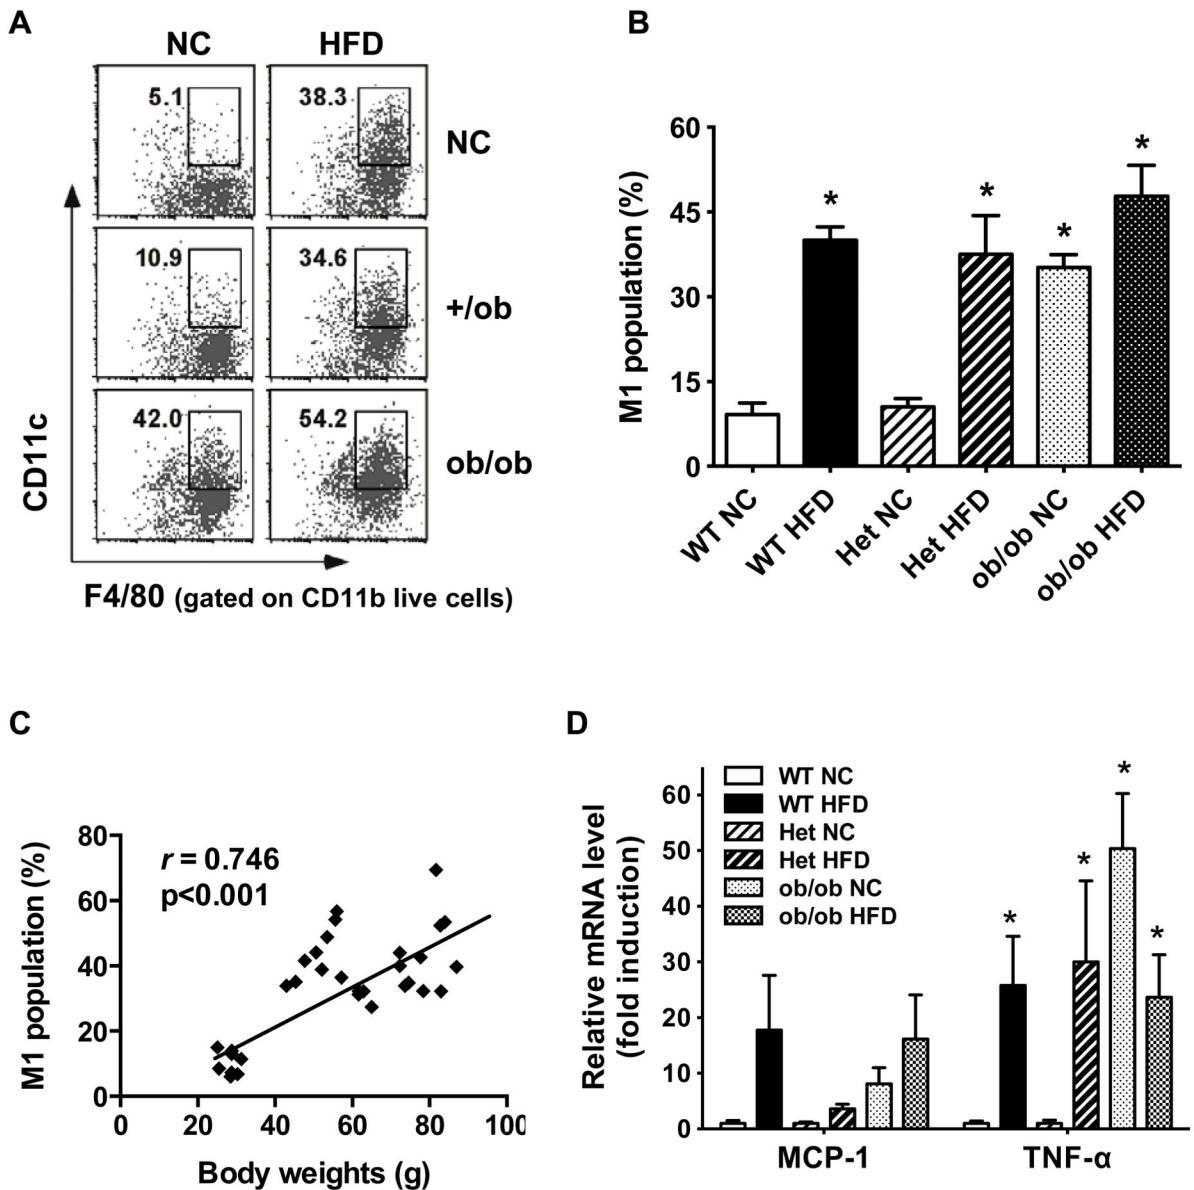 A
NC HFD
5.1 38.3 NC
10.9 34.6 +/ob
42.0 54.2 ob/ob
CD11c
F4/80 (gated on CD11b live cells)
B
M1 population (%)
60
45
30
15
0
WT NC
WT HFD
Het NC
Het HFD
ob/ob NC
ob/ob HFD
* * * *
C
M1 population (%)
80
60
40
20
0
r = 0.746
p<0.001
0 20 40 60 80 100
Body weights (g)
D
Relative mRNA level
(fold induction)
60
50
40
30
20
10
0
WT NC
WT HFD
Het NC
Het HFD
ob/ob NC
ob/ob HFD
* * * *
MCP-1 TNF-α